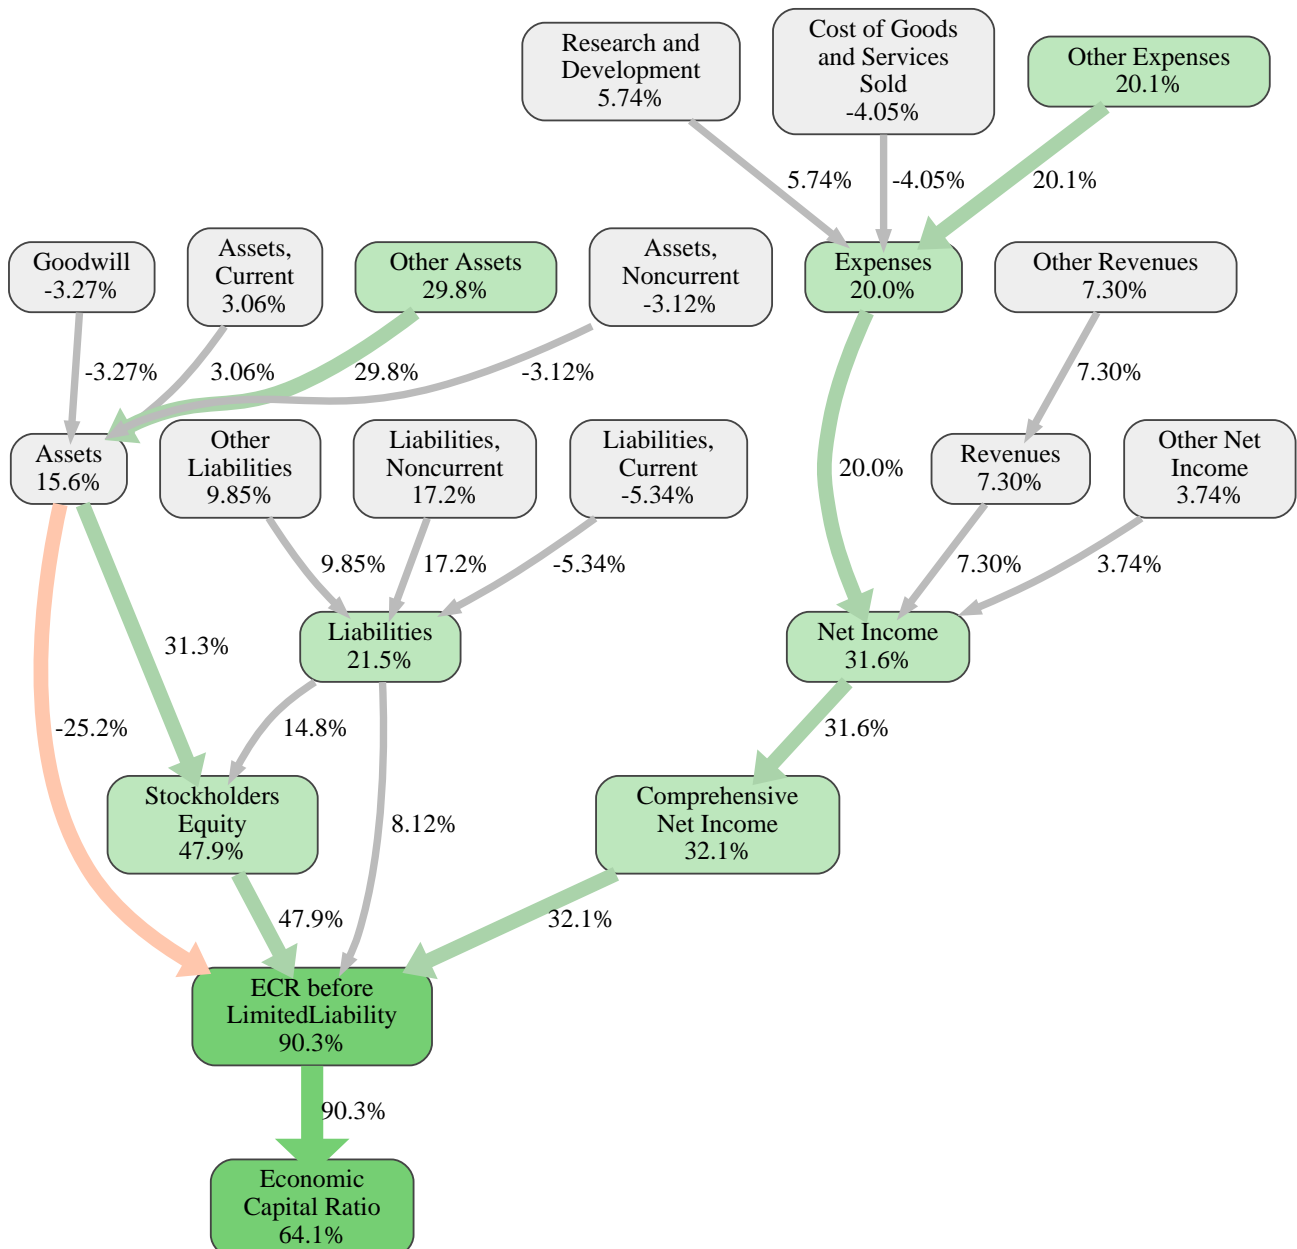 Research and
Development
5.74%
Cost of Goods
and Services
Sold
-4.05%
Other Expenses
20.1%
5.74%
-4.05%
20.1%
Goodwill
-3.27%
Assets,
Current
3.06%
Other Assets
29.8%
Assets,
Noncurrent
-3.12%
Expenses
20.0%
Other Revenues
7.30%
-3.27%
3.06%
29.8%
-3.12%
7.30%
Assets
15.6%
Other
Liabilities
9.85%
Liabilities,
Noncurrent
17.2%
Liabilities,
Current
-5.34%
20.0%
Revenues
7.30%
Other Net
Income
3.74%
9.85%
17.2%
-5.34%
7.30%
3.74%
31.3%
Liabilities
21.5%
Net Income
31.6%
-25.2%
14.8%
31.6%
Stockholders
Equity
47.9%
8.12%
Comprehensive
Net Income
32.1%
47.9%
32.1%
ECR before
LimitedLiability
90.3%
90.3%
Economic
Capital Ratio
64.1%